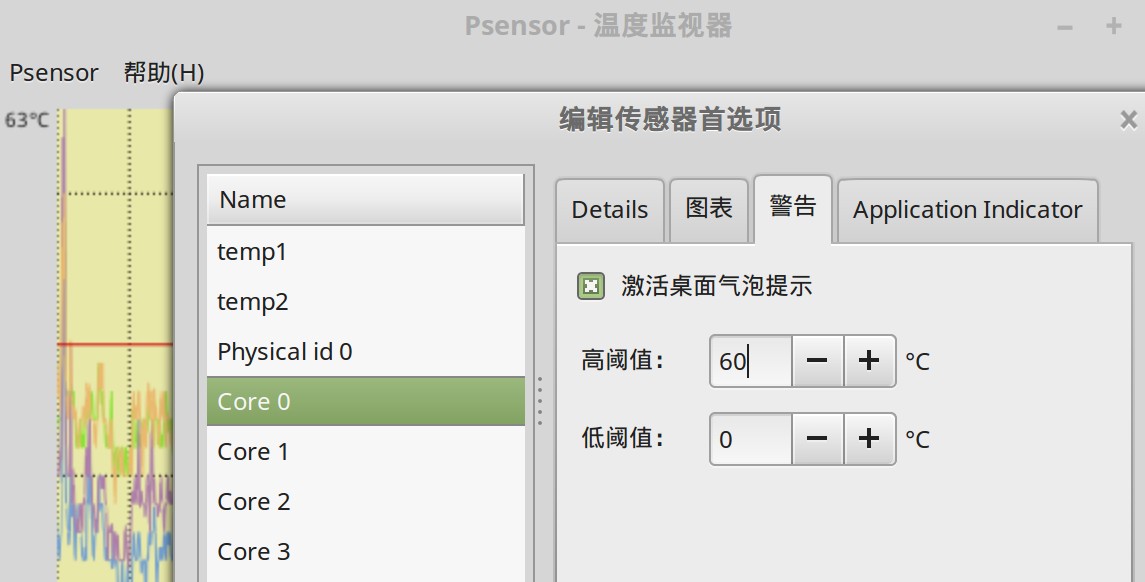 Psensor - 温度监视器
Psensor 帮助(H)
63°C
编辑传感器首选项
Name
temp1
temp2
Physical id 0
Core 0
Core 1
Core 2
Core 3
Details 图表 警告 Application Indicator
激活桌面气泡提示
高阈值: 60 °C
低阈值: 0 °C